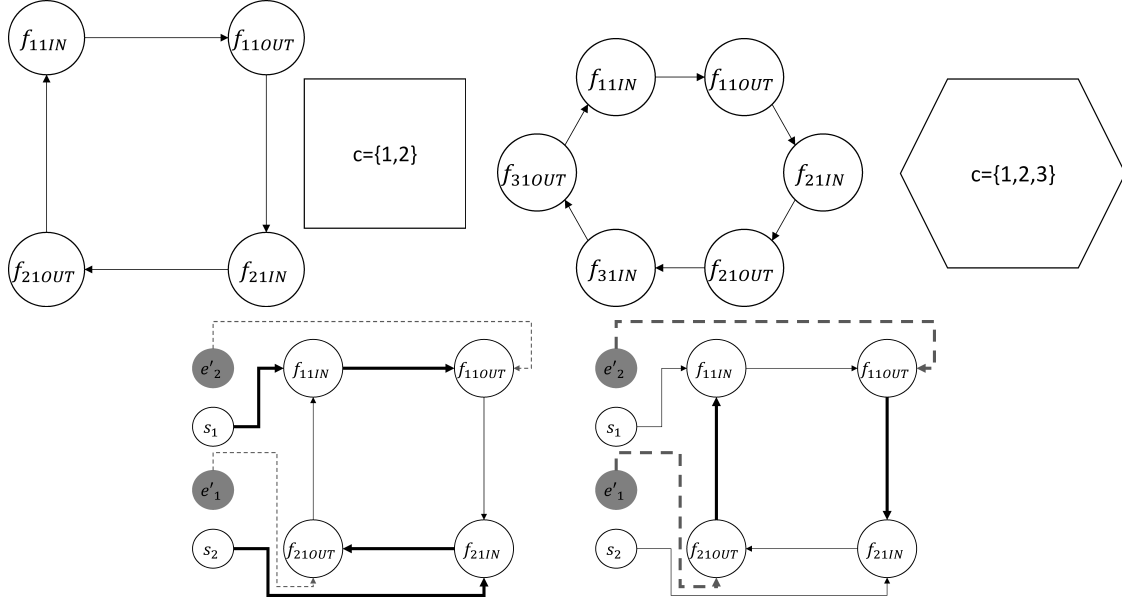 f₁₁IN
f₁₁OUT
c={1,2}
f₂₁OUT
f₂₁IN
f₁₁IN
f₁₁OUT
f₃₁OUT
f₂₁IN
f₃₁IN
f₂₁OUT
c={1,2,3}
e'₂
f₁₁IN
f₁₁OUT
s₁
e'₁
s₂
f₂₁OUT
f₂₁IN
e'₂
f₁₁IN
f₁₁OUT
s₁
e'₁
s₂
f₂₁OUT
f₂₁IN